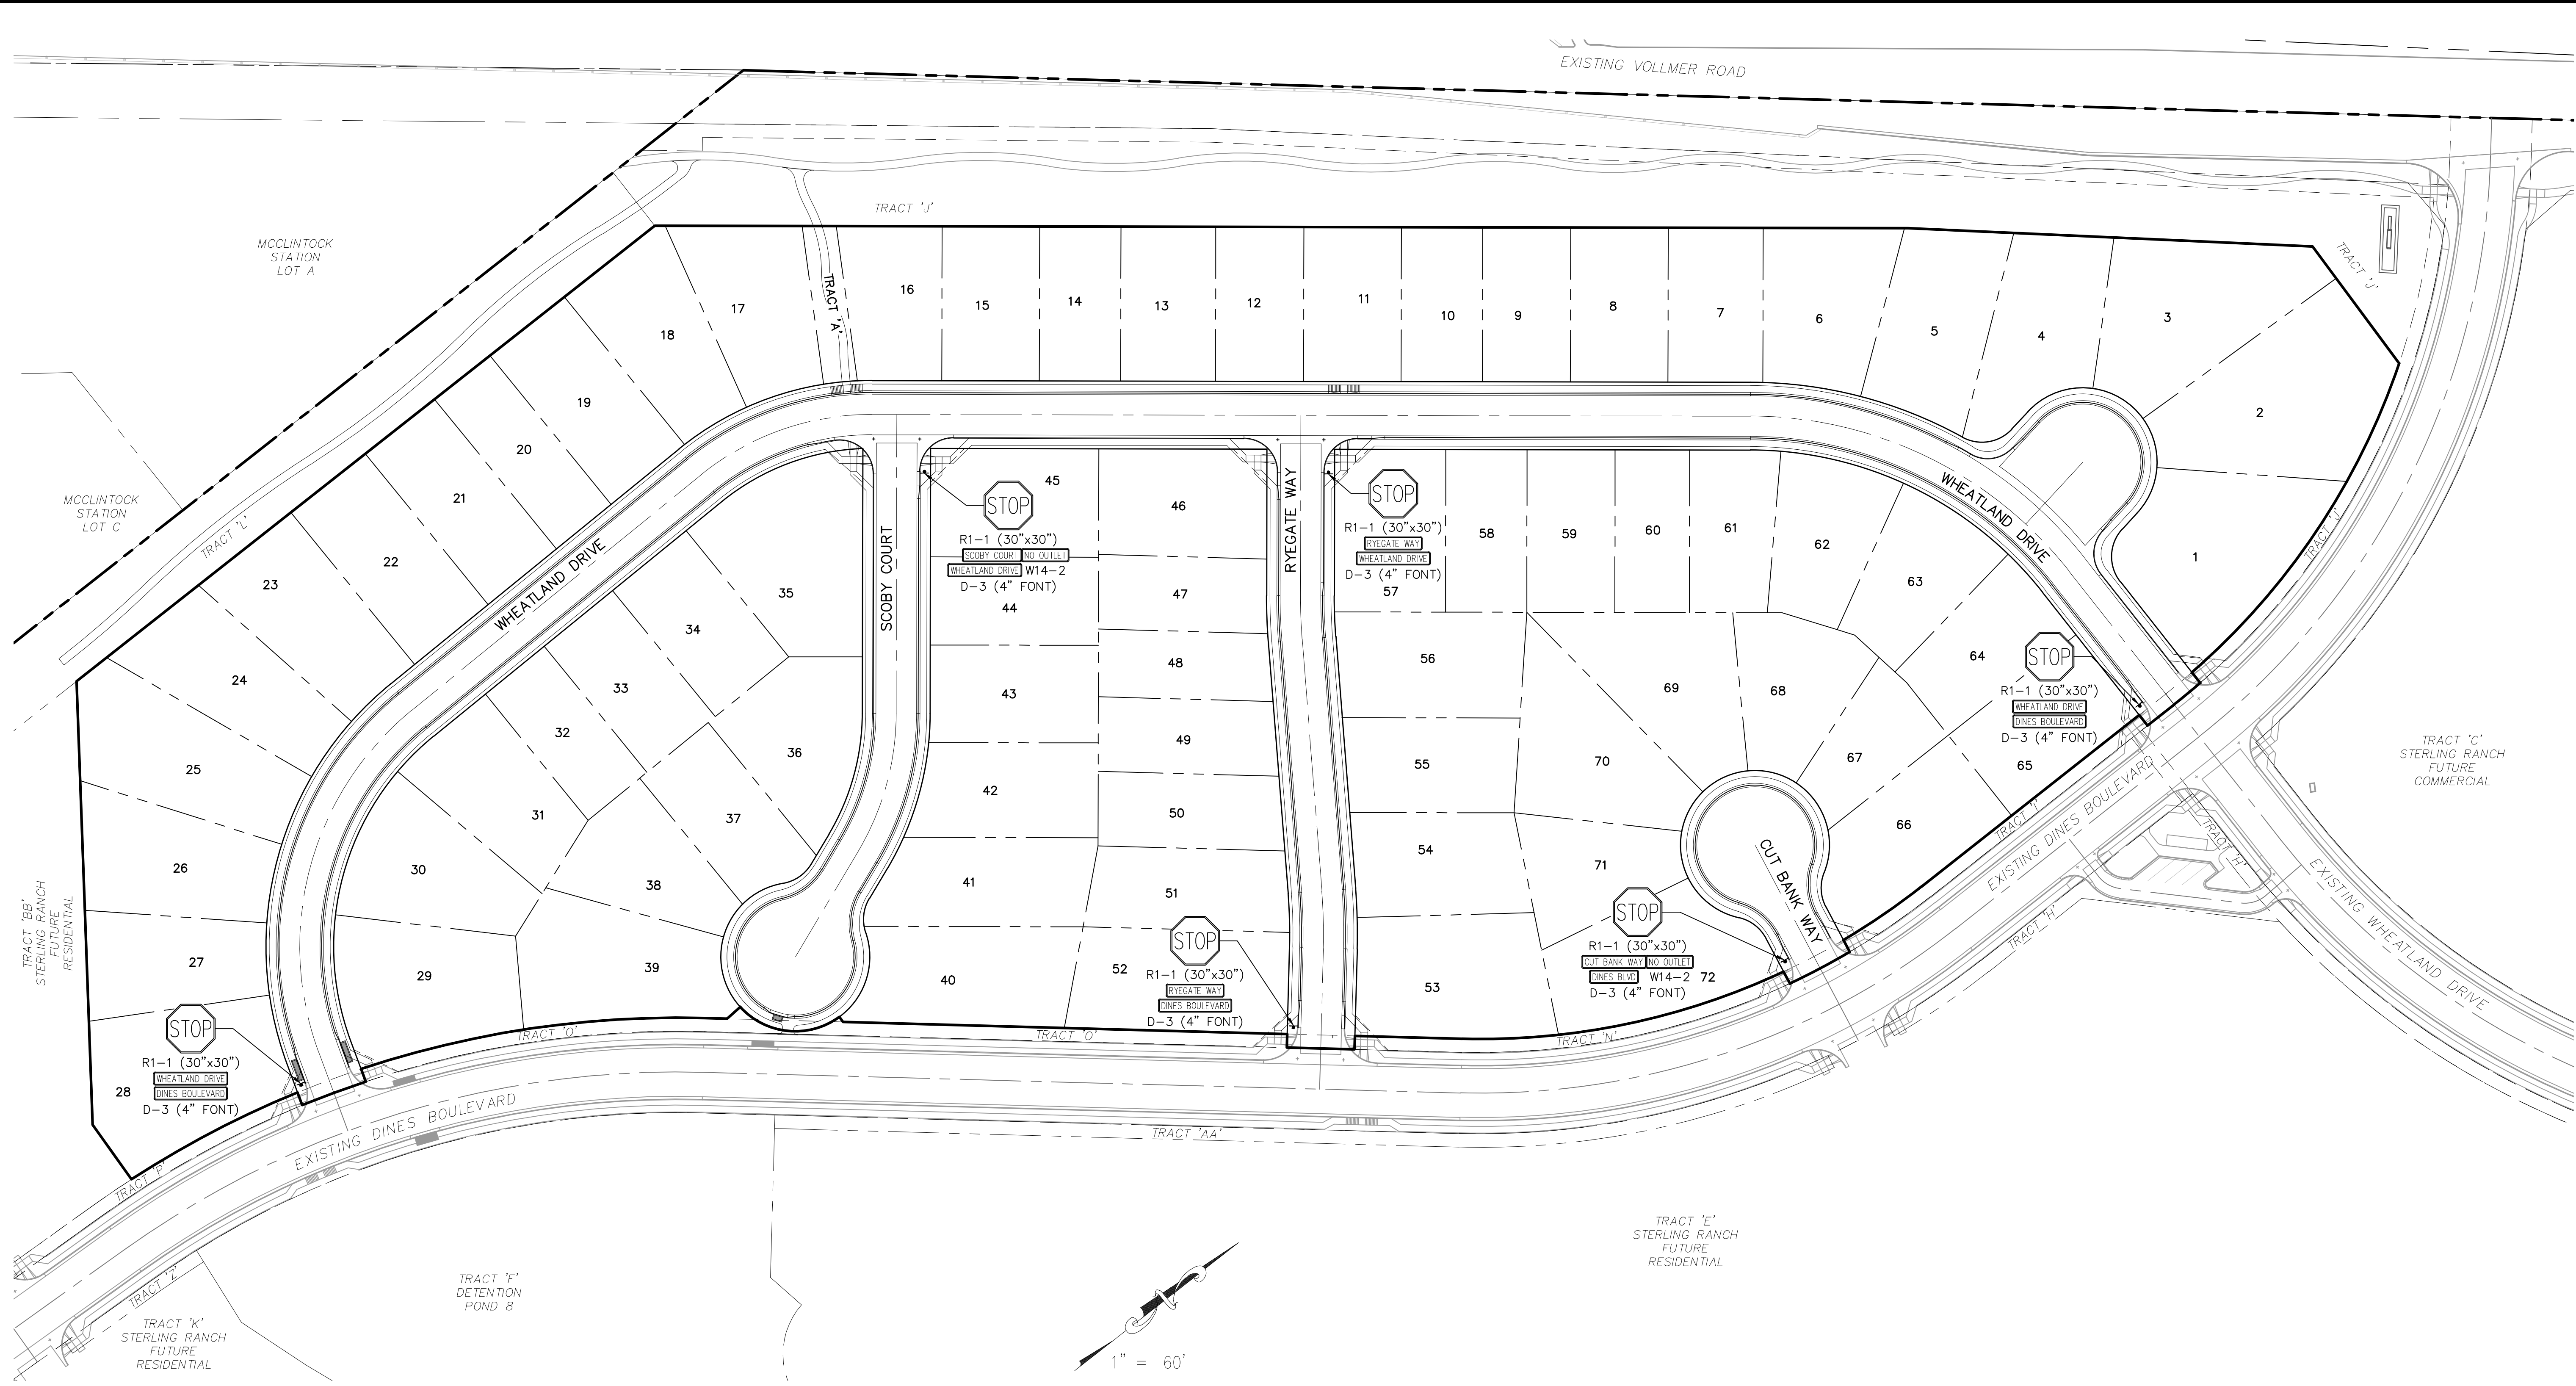 EXISTING VOLLMER ROAD
TRACT 'J'
MCCLINTOCK
STATION
LOT A
TRACT 'J'
TRACT 'A'
16
15
14
13
12
11
10
9
8
7
6
5
4
3
2
1
17
18
19
20
21
22
23
24
25
26
27
28
MCCLINTOCK
STATION
LOT C
TRACT 'L'
WHEATLAND DRIVE
SCOBY COURT
RYEGATE WAY
WHEATLAND DRIVE
TRACT 'J'
STOP
R1-1 (30"x30")
SCOBY COURT NO OUTLET
WHEATLAND DRIVE W14-2
D-3 (4" FONT)
STOP
R1-1 (30"x30")
RYEGATE WAY
WHEATLAND DRIVE
D-3 (4" FONT)
STOP
R1-1 (30"x30")
WHEATLAND DRIVE
DINES BOULEVARD
D-3 (4" FONT)
35
34
33
32
31
30
29
36
37
38
39
40
41
42
43
44
45
46
47
48
49
50
51
52
53
54
55
56
57
58
59
60
61
62
63
64
65
66
67
68
69
70
71
72
CUT BANK WAY
STOP
R1-1 (30"x30")
CUT BANK WAY NO OUTLET
DINES BLVD W14-2
D-3 (4" FONT)
STOP
R1-1 (30"x30")
RYEGATE WAY
DINES BOULEVARD
D-3 (4" FONT)
STOP
R1-1 (30"x30")
WHEATLAND DRIVE
DINES BOULEVARD
D-3 (4" FONT)
TRACT 'BB'
STERLING RANCH
FUTURE
RESIDENTIAL
TRACT 'C'
STERLING RANCH
FUTURE
COMMERCIAL
TRACT 'I'
EXISTING DINES BOULEVARD
TRACT 'H'
TRACT 'H'
EXISTING WHEATLAND DRIVE
TRACT 'O'
TRACT 'O'
TRACT 'N'
TRACT 'P'
EXISTING DINES BOULEVARD
TRACT 'AA'
TRACT 'Z'
TRACT 'K'
STERLING RANCH
FUTURE
RESIDENTIAL
TRACT 'F'
DETENTION
POND 8
TRACT 'E'
STERLING RANCH
FUTURE
RESIDENTIAL
1" = 60'